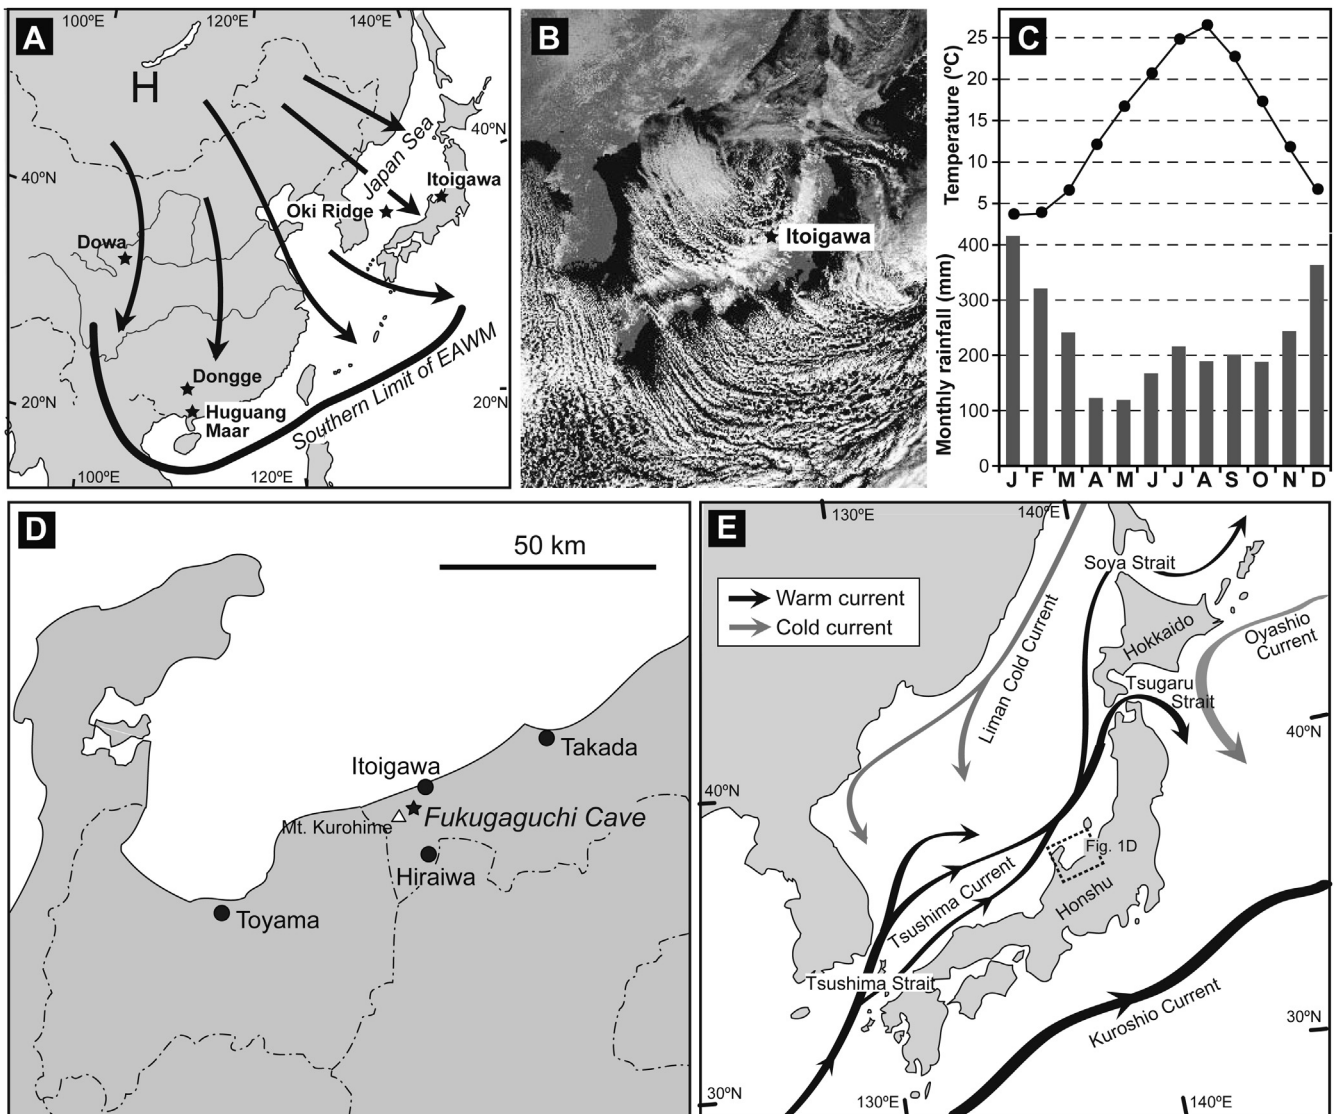 A
100ºE
120ºE
140ºE
H
Japan Sea
40ºN
40ºN
Itoigawa
Oki Ridge
Dowa
Dongge
Huguang
Maar
20ºN
20ºN
Southern Limit of EAWM
100ºE
120ºE
B
Itoigawa
C
Temperature (ºC)
25
20
15
10
5
Monthly rainfall (mm)
400
300
200
100
0
J F M A M J J A S O N D
D
50 km
Takada
Itoigawa
Fukugaguchi Cave
Mt. Kurohime
Hiraiwa
Toyama
E
130ºE
140ºE
Soya Strait
Warm current
Cold current
Liman Cold Current
Hokkaido
Oyashio
Current
Tsugaru
Strait
40ºN
40ºN
Fig. 1D
Tsushima Current
Honshu
Tsushima Strait
Kuroshio Current
30ºN
30ºN
130ºE
140ºE